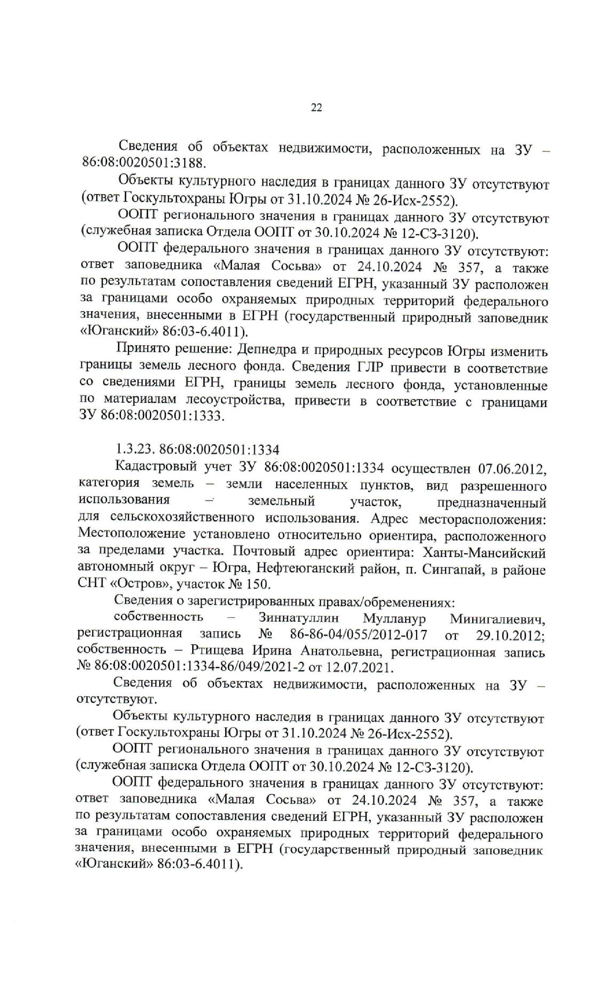 22
Сведения об объектах недвижимости, расположенных на ЗУ –
86:08:0020501:3188.
Объекты культурного наследия в границах данного ЗУ отсутствуют
(ответ Госкультохраны Югры от 31.10.2024 № 26-Исх-2552).
ООПТ регионального значения в границах данного ЗУ отсутствуют
(служебная записка Отдела ООПТ от 30.10.2024 № 12-СЗ-3120).
ООПТ федерального значения в границах данного ЗУ отсутствуют:
ответ заповедника «Малая Сосьва» от 24.10.2024 № 357, а также
по результатам сопоставления сведений ЕГРН, указанный ЗУ расположен
за границами особо охраняемых природных территорий федерального
значения, внесенными в ЕГРН (государственный природный заповедник
«Юганский» 86:03-6.4011).
Принято решение: Депнедра и природных ресурсов Югры изменить
границы земель лесного фонда. Сведения ГЛР привести в соответствие
со сведениями ЕГРН, границы земель лесного фонда, установленные
по материалам лесоустройства, привести в соответствие с границами
ЗУ 86:08:0020501:1333.
1.3.23. 86:08:0020501:1334
Кадастровый учет ЗУ 86:08:0020501:1334 осуществлен 07.06.2012,
категория земель – земли населенных пунктов, вид разрешенного
использования – земельный участок, предназначенный
для сельскохозяйственного использования. Адрес месторасположения:
Местоположение установлено относительно ориентира, расположенного
за пределами участка. Почтовый адрес ориентира: Ханты-Мансийский
автономный округ – Югра, Нефтеюганский район, п. Сингапай, в районе
СНТ «Остров», участок № 150.
Сведения о зарегистрированных правах/обременениях:
собственность – Зиннатуллин Мулланур Минигалиевич,
регистрационная запись № 86-86-04/055/2012-017 от 29.10.2012;
собственность – Ртищева Ирина Анатольевна, регистрационная запись
№ 86:08:0020501:1334-86/049/2021-2 от 12.07.2021.
Сведения об объектах недвижимости, расположенных на ЗУ –
отсутствуют.
Объекты культурного наследия в границах данного ЗУ отсутствуют
(ответ Госкультохраны Югры от 31.10.2024 № 26-Исх-2552).
ООПТ регионального значения в границах данного ЗУ отсутствуют
(служебная записка Отдела ООПТ от 30.10.2024 № 12-СЗ-3120).
ООПТ федерального значения в границах данного ЗУ отсутствуют:
ответ заповедника «Малая Сосьва» от 24.10.2024 № 357, а также
по результатам сопоставления сведений ЕГРН, указанный ЗУ расположен
за границами особо охраняемых природных территорий федерального
значения, внесенными в ЕГРН (государственный природный заповедник
«Юганский» 86:03-6.4011).